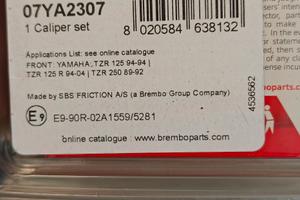 07YA2307
1 Caliper set
8 020584 638132
Applications List: see online catalogue
FRONT: YAMAHA,,TZR 125 94-94 |
TZR 125 R 94-04 | TZR 250 89-92
Made by SBS FRICTION A/S (a Brembo Group Company)
E9 E9-90R-02A1559/5281
online catalogue : www.bremboparts.com
4536562